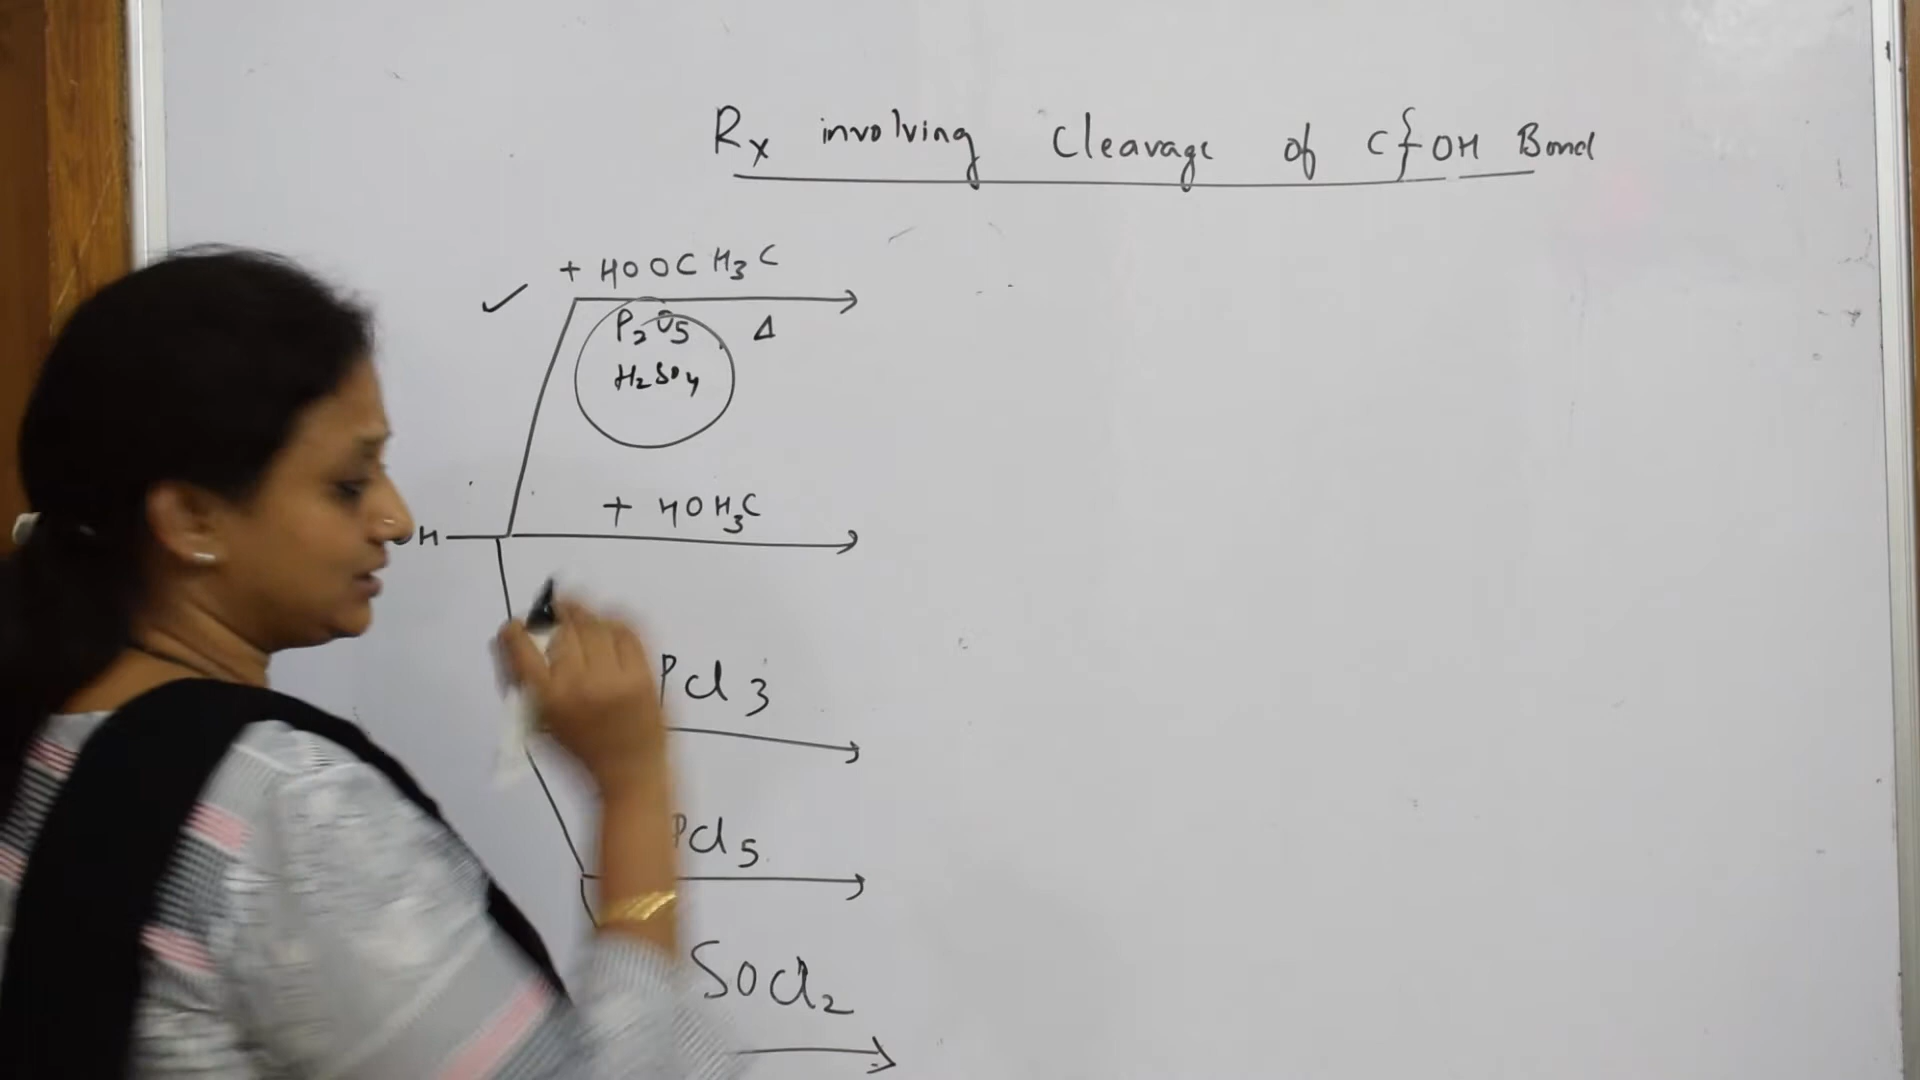 Rx involving Cleavage of C}OH Bond
+ HOOCH3C
P2O5 Δ
H2SO4
+ HOH3C
H
PCl3
PCl5
SOCl2